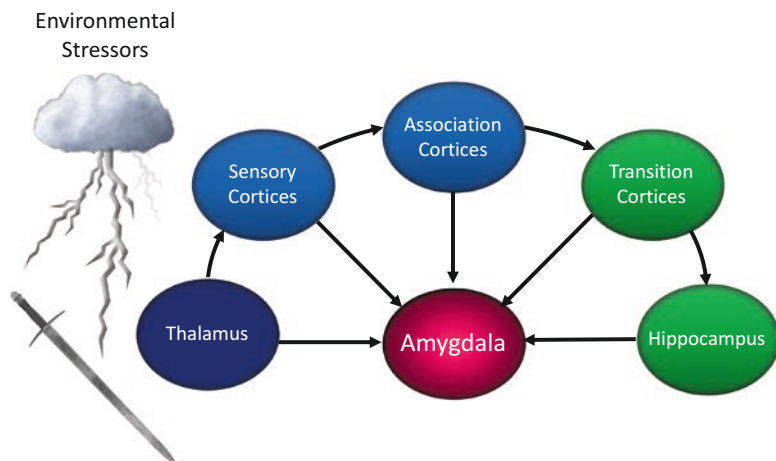 Environmental
Stressors
Association
Cortices
Sensory
Cortices
Transition
Cortices
Thalamus
Amygdala
Hippocampus